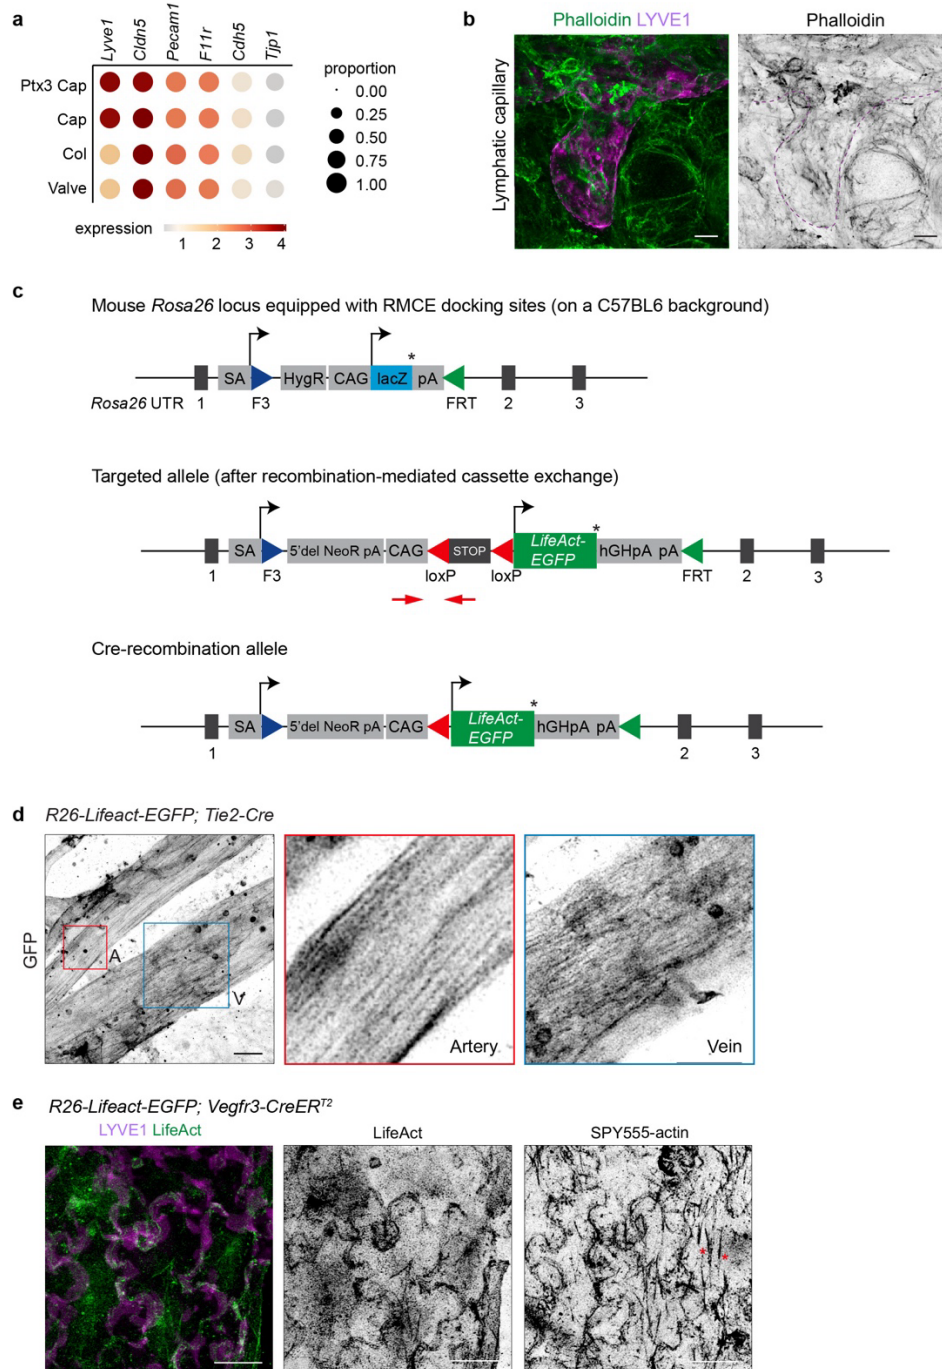 a
Lyve1 Cldn5 Pecam1 F11r Cdh5 Tjp1
Ptx3 Cap
Cap
Col
Valve
proportion
0.00
0.25
0.50
0.75
1.00
expression
1 2 3 4
b
Phalloidin LYVE1
Phalloidin
Lymphatic capillary
c
Mouse Rosa26 locus equipped with RMCE docking sites (on a C57BL6 background)
*
SA HygR CAG lacZ pA
Rosa26 UTR 1 F3 FRT 2 3
Targeted allele (after recombination-mediated cassette exchange)
*
SA 5'del NeoR pA CAG STOP LifeAct-
EGFP hGHpA pA
1 F3 loxP loxP FRT 2 3
Cre-recombination allele
*
SA 5'del NeoR pA CAG LifeAct-
EGFP hGHpA pA
1 2 3
d
R26-Lifeact-EGFP; Tie2-Cre
GFP
A
V
Artery
Vein
e
R26-Lifeact-EGFP; Vegfr3-CreERT2
LYVE1 LifeAct
LifeAct
SPY555-actin
* *